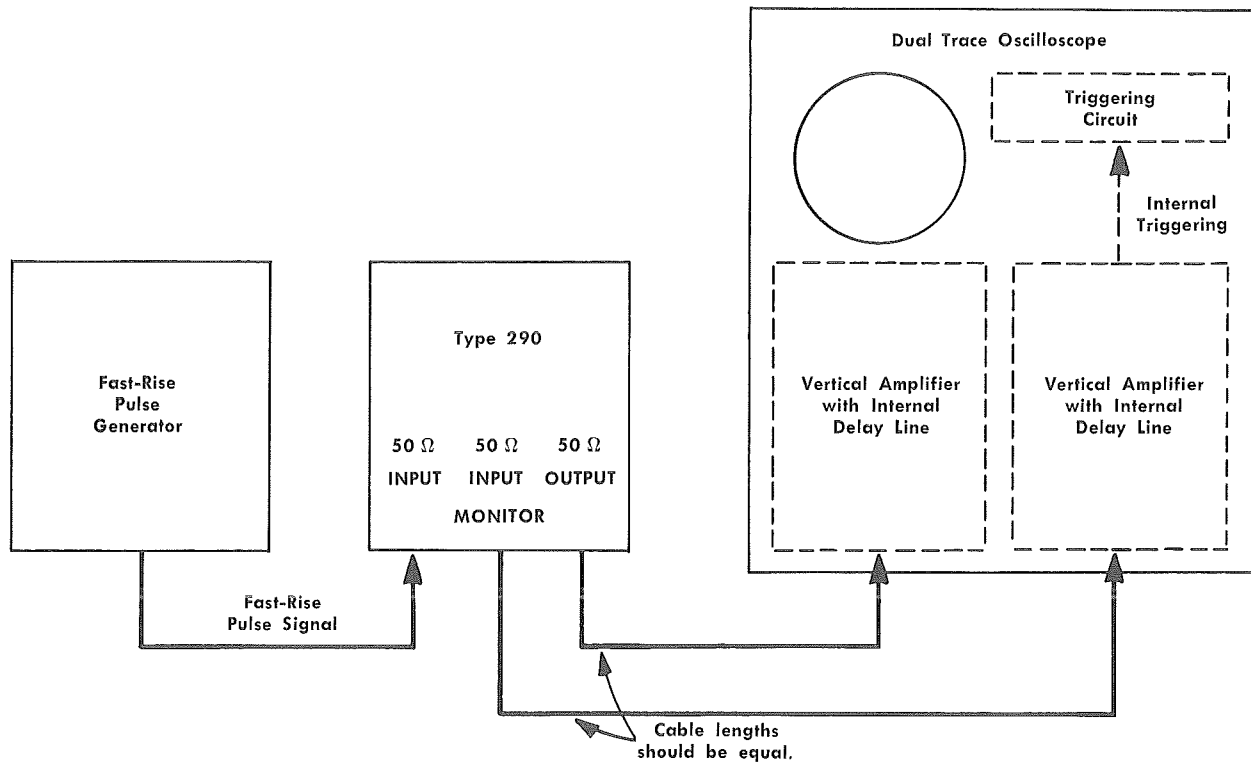 Dual Trace Oscilloscope
Triggering
Circuit
Internal
Triggering
Fast-Rise
Pulse
Generator
Type 290
50 Ω 50 Ω 50 Ω
INPUT INPUT OUTPUT
MONITOR
Vertical Amplifier
with Internal
Delay Line
Vertical Amplifier
with Internal
Delay Line
Fast-Rise
Pulse Signal
Cable lengths
should be equal.